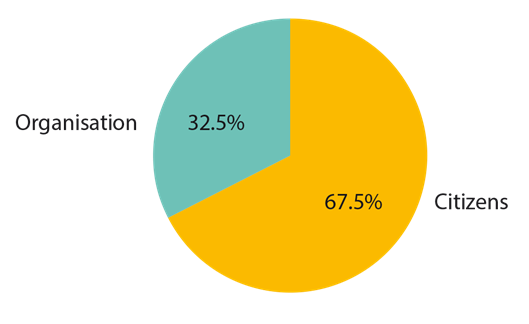 Organisation
32.5%
67.5%
Citizens